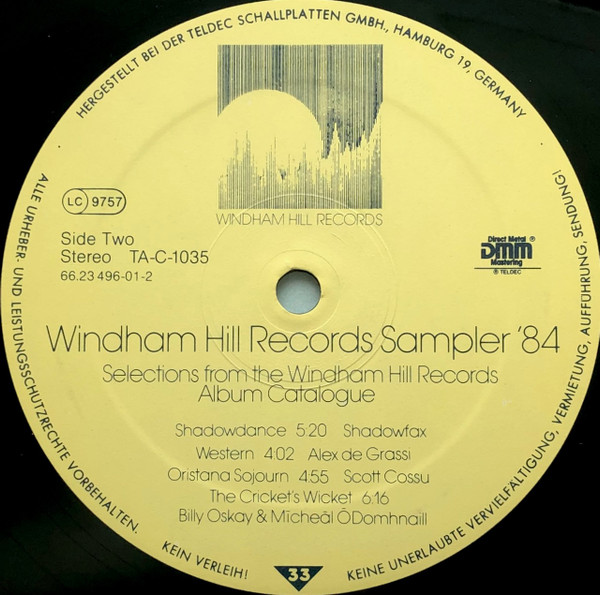 HERGESTELLT BEI DER TELDEC SCHALLPLATTEN GMBH., HAMBURG 19, GERMANY
WINDHAM HILL RECORDS
LC 9757
Side Two
Stereo TA-C-1035
66.23 496-01-2
Direct Metal ®
DMM
Mastering
℗ TELDEC
Windham Hill Records Sampler '84
Selections from the Windham Hill Records
Album Catalogue
Shadowdance 5:20 Shadowfax
Western 4:02 Alex de Grassi
Oristana Sojourn 4:55 Scott Cossu
The Cricket's Wicket 6:16
Billy Oskay & Mīcheāl ŌDomhnaill
ALLE URHEBER- UND LEISTUNGSSCHUTZRECHTE VORBEHALTEN.
KEIN VERLEIH!
33
KEINE UNERLAUBTE VERVIELFÄLTIGUNG, VERMIETUNG, AUFFÜHRUNG, SENDUNG!